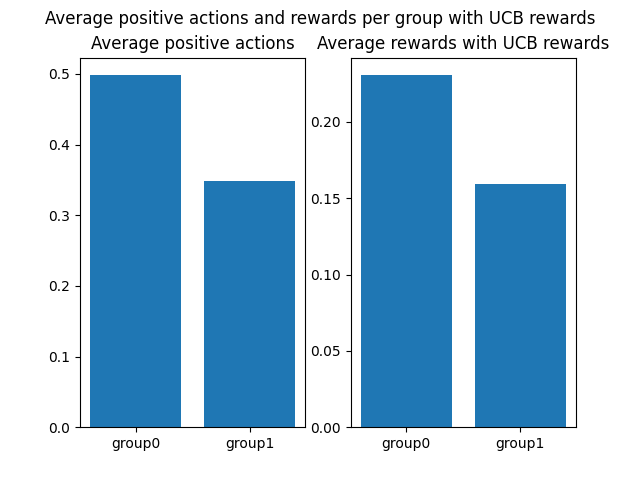 Average positive actions and rewards per group with UCB rewards
Average positive actions
0.5
0.4
0.3
0.2
0.1
0.0
group0 group1
Average rewards with UCB rewards
0.20
0.15
0.10
0.05
0.00
group0 group1